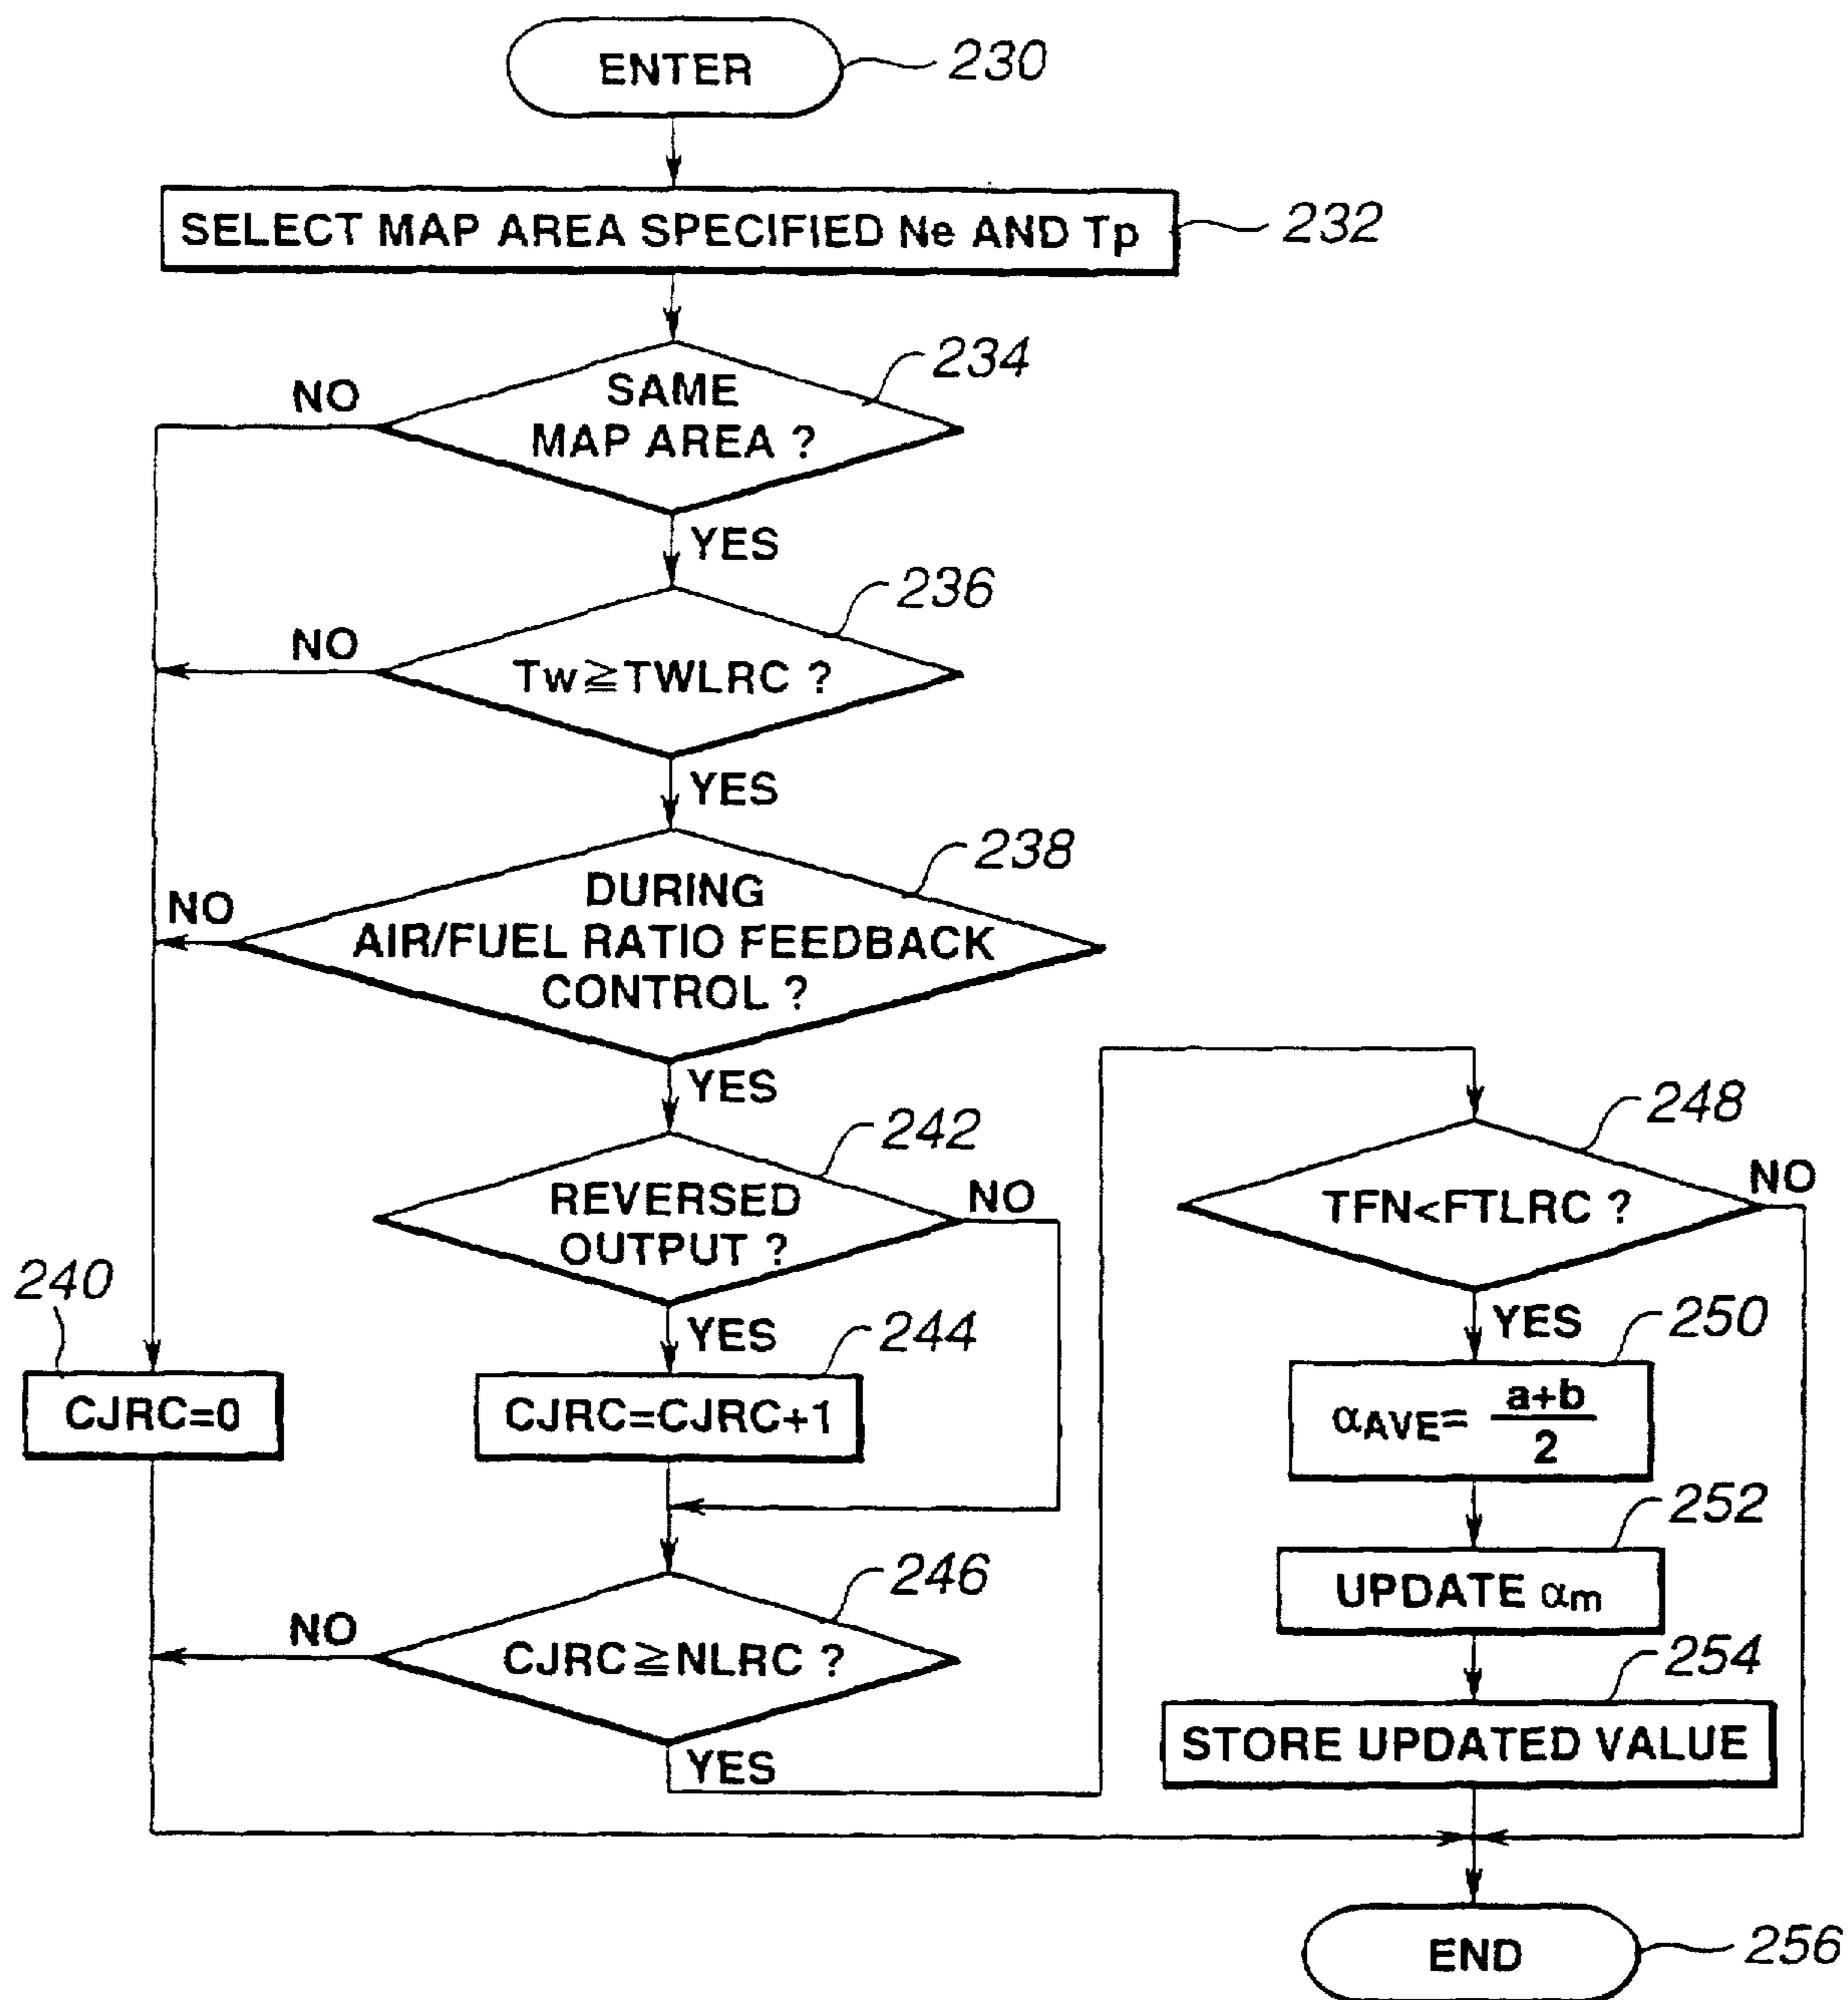 ENTER
230
SELECT MAP AREA SPECIFIED Ne AND Tp
232
234
NO
SAME
MAP AREA ?
YES
236
NO
Tw≧TWLRC ?
YES
238
NO
DURING
AIR/FUEL RATIO FEEDBACK
CONTROL ?
YES
242
REVERSED
OUTPUT ?
NO
240
YES
244
CJRC=0
CJRC=CJRC+1
246
NO
CJRC≧NLRC ?
YES
248
TFN<FTLRC ?
NO
YES
250
αAVE= a+b
2
252
UPDATE αm
254
STORE UPDATED VALUE
END
256